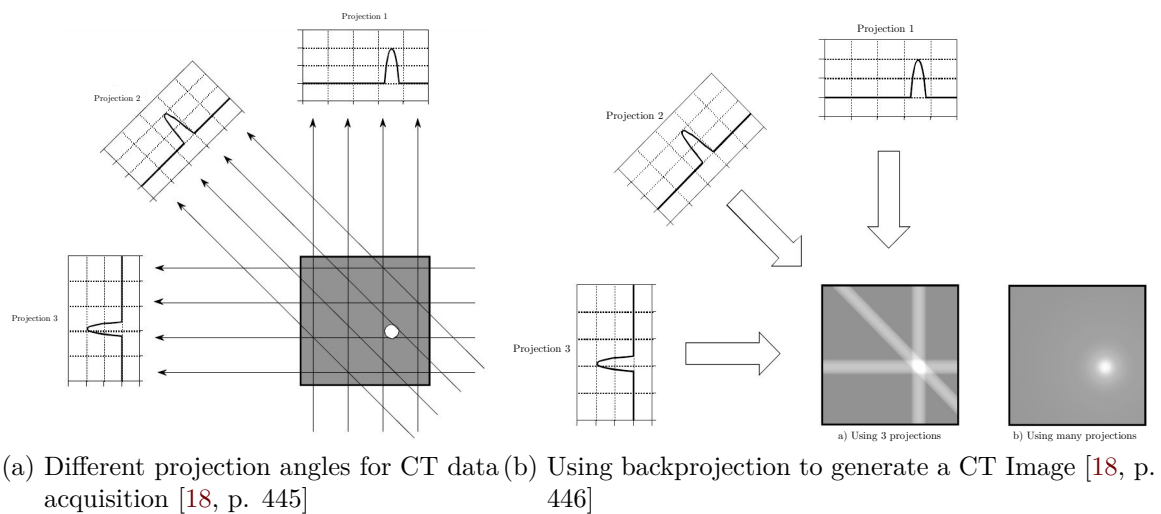 Projection 1
Projection 2
Projection 3
Projection 1
Projection 2
Projection 3
a) Using 3 projections
b) Using many projections
(a) Different projection angles for CT data
acquisition [18, p. 445]
(b) Using backprojection to generate a CT Image [18, p.
446]